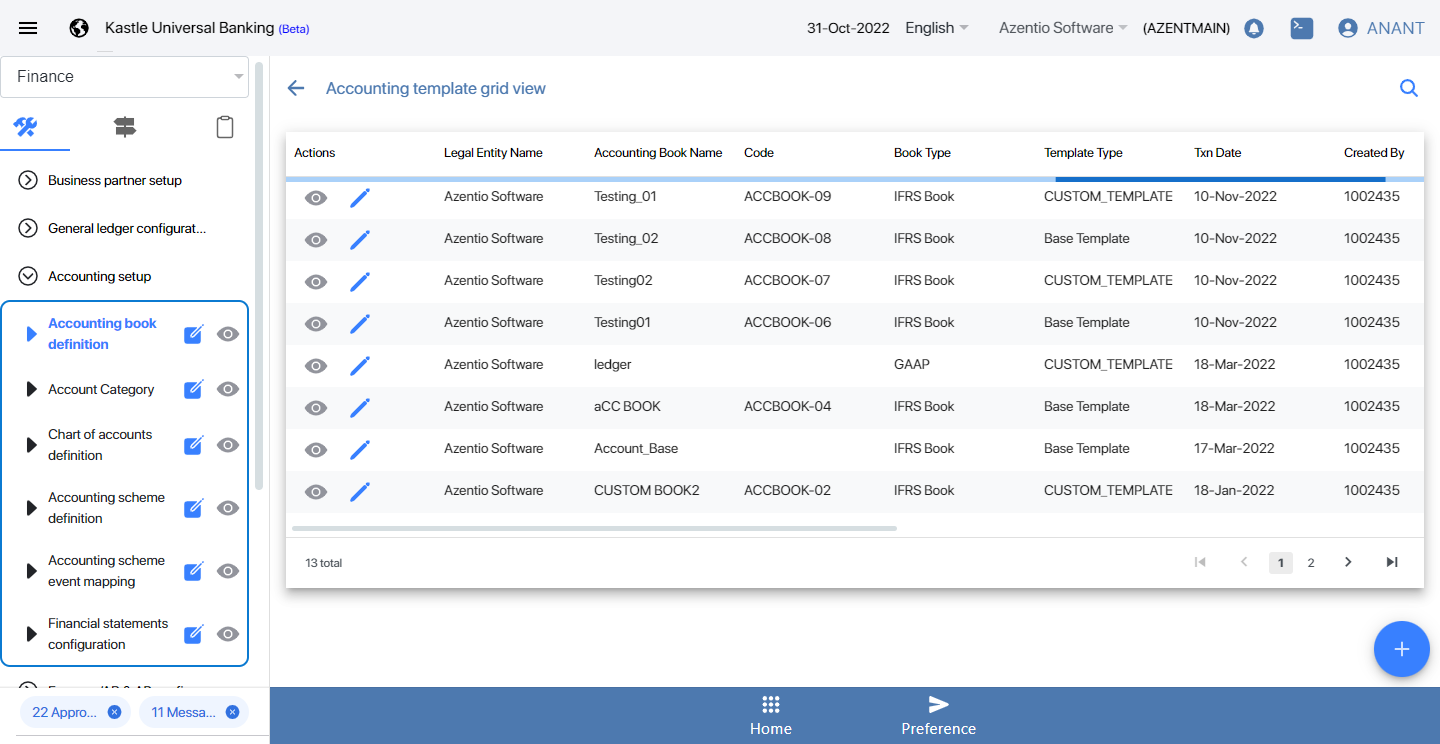 Kastle Universal Banking (Beta) 31-Oct-2022 English Azentio Software (AZENTMAIN) ANANT
Finance
Business partner setup
General ledger configurat...
Accounting setup
Accounting book
definition
Account Category
Chart of accounts
definition
Accounting scheme
definition
Accounting scheme
event mapping
Financial statements
configuration
22 Appro... 11 Messa...
Accounting template grid view
Actions Legal Entity Name Accounting Book Name Code Book Type Template Type Txn Date Created By
Azentio Software Testing_01 ACCBOOK-09 IFRS Book CUSTOM_TEMPLATE 10-Nov-2022 1002435
Azentio Software Testing_02 ACCBOOK-08 IFRS Book Base Template 10-Nov-2022 1002435
Azentio Software Testing02 ACCBOOK-07 IFRS Book CUSTOM_TEMPLATE 10-Nov-2022 1002435
Azentio Software Testing01 ACCBOOK-06 IFRS Book Base Template 10-Nov-2022 1002435
Azentio Software ledger GAAP CUSTOM_TEMPLATE 18-Mar-2022 1002435
Azentio Software aCC BOOK ACCBOOK-04 IFRS Book Base Template 18-Mar-2022 1002435
Azentio Software Account_Base IFRS Book Base Template 17-Mar-2022 1002435
Azentio Software CUSTOM BOOK2 ACCBOOK-02 IFRS Book CUSTOM_TEMPLATE 18-Jan-2022 1002435
13 total 1 2
Home Preference